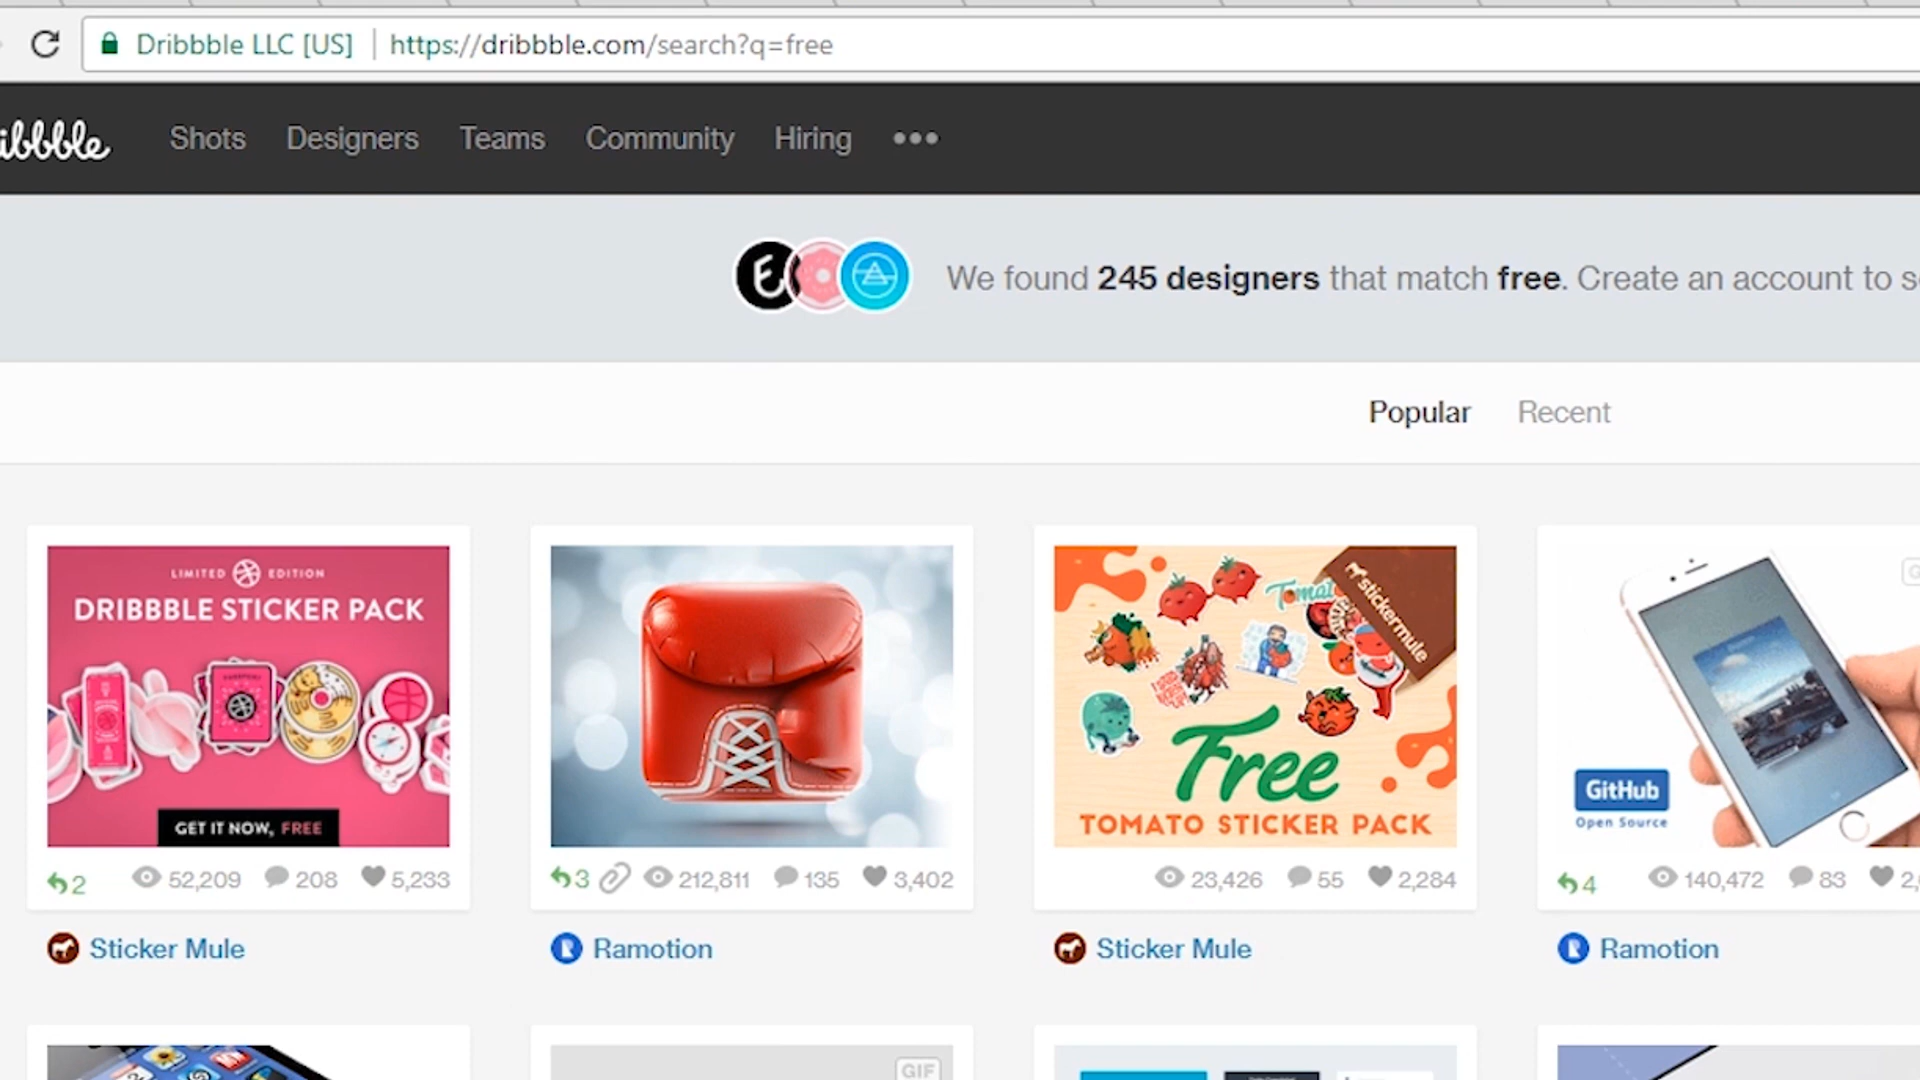 Dribbble LLC [US] https://dribbble.com/search?q=free
ibbble Shots Designers Teams Community Hiring
We found 245 designers that match free. Create an account to s
Popular Recent
LIMITED EDITION
DRIBBBLE STICKER PACK
GET IT NOW, FREE
stickermule
Free
TOMATO STICKER PACK
GitHub
Open Source
2 52,209 208 5,233
3 212,811 135 3,402
23,426 55 2,284
4 140,472 83 2,
Sticker Mule
Ramotion
Sticker Mule
Ramotion
GIF